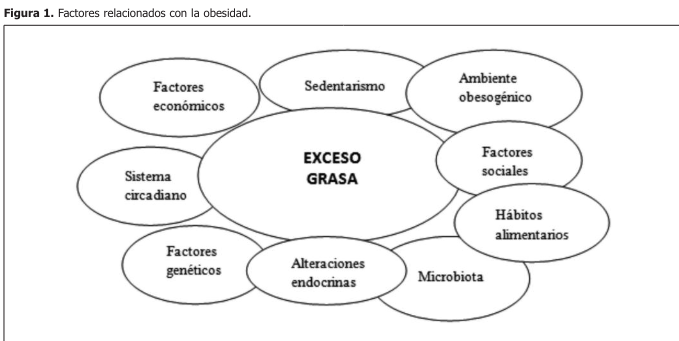 Figura 1. Factores relacionados con la obesidad.
Factores
económicos
Sedentarismo
Ambiente
obesogénico
EXCESO
GRASA
Factores
sociales
Sistema
circadiano
Hábitos
alimentarios
Factores
genéticos
Alteraciones
endocrinas
Microbiota